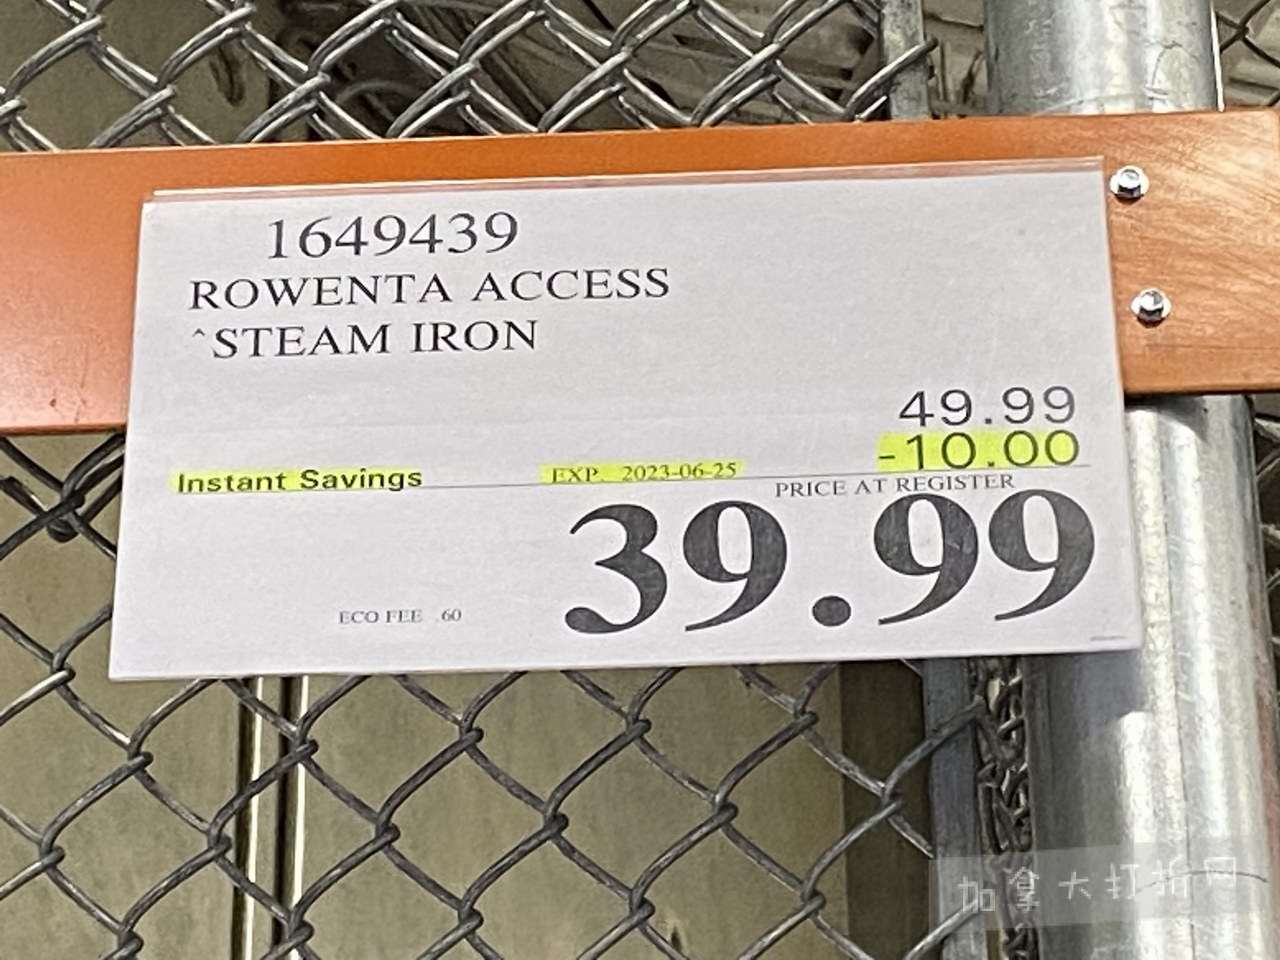 1649439
ROWENTA ACCESS
^STEAM IRON
49.99
-10.00
Instant Savings EXP. 2023-06-25
PRICE AT REGISTER
39.99
ECO FEE .60
加拿大打折网